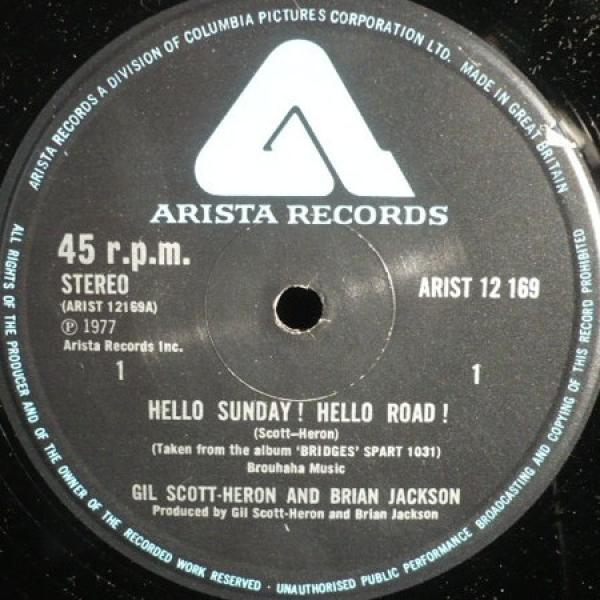 ARISTA RECORDS A DIVISION OF COLUMBIA PICTURES CORPORATION LTD. MADE IN GREAT BRITAIN
ARISTA RECORDS
45 r.p.m.
STEREO
(ARIST 12169A)
Ⓟ 1977
Arista Records Inc.
1
ARIST 12 169
1
HELLO SUNDAY! HELLO ROAD!
(Scott-Heron)
(Taken from the album 'BRIDGES' SPART 1031)
Brouhaha Music
GIL SCOTT-HERON AND BRIAN JACKSON
Produced by Gil Scott-Heron and Brian Jackson
ALL RIGHTS OF THE PRODUCER AND OF THE OWNER OF THE RECORDED WORK RESERVED · UNAUTHORISED PUBLIC PERFORMANCE BROADCASTING AND COPYING OF THIS RECORD PROHIBITED